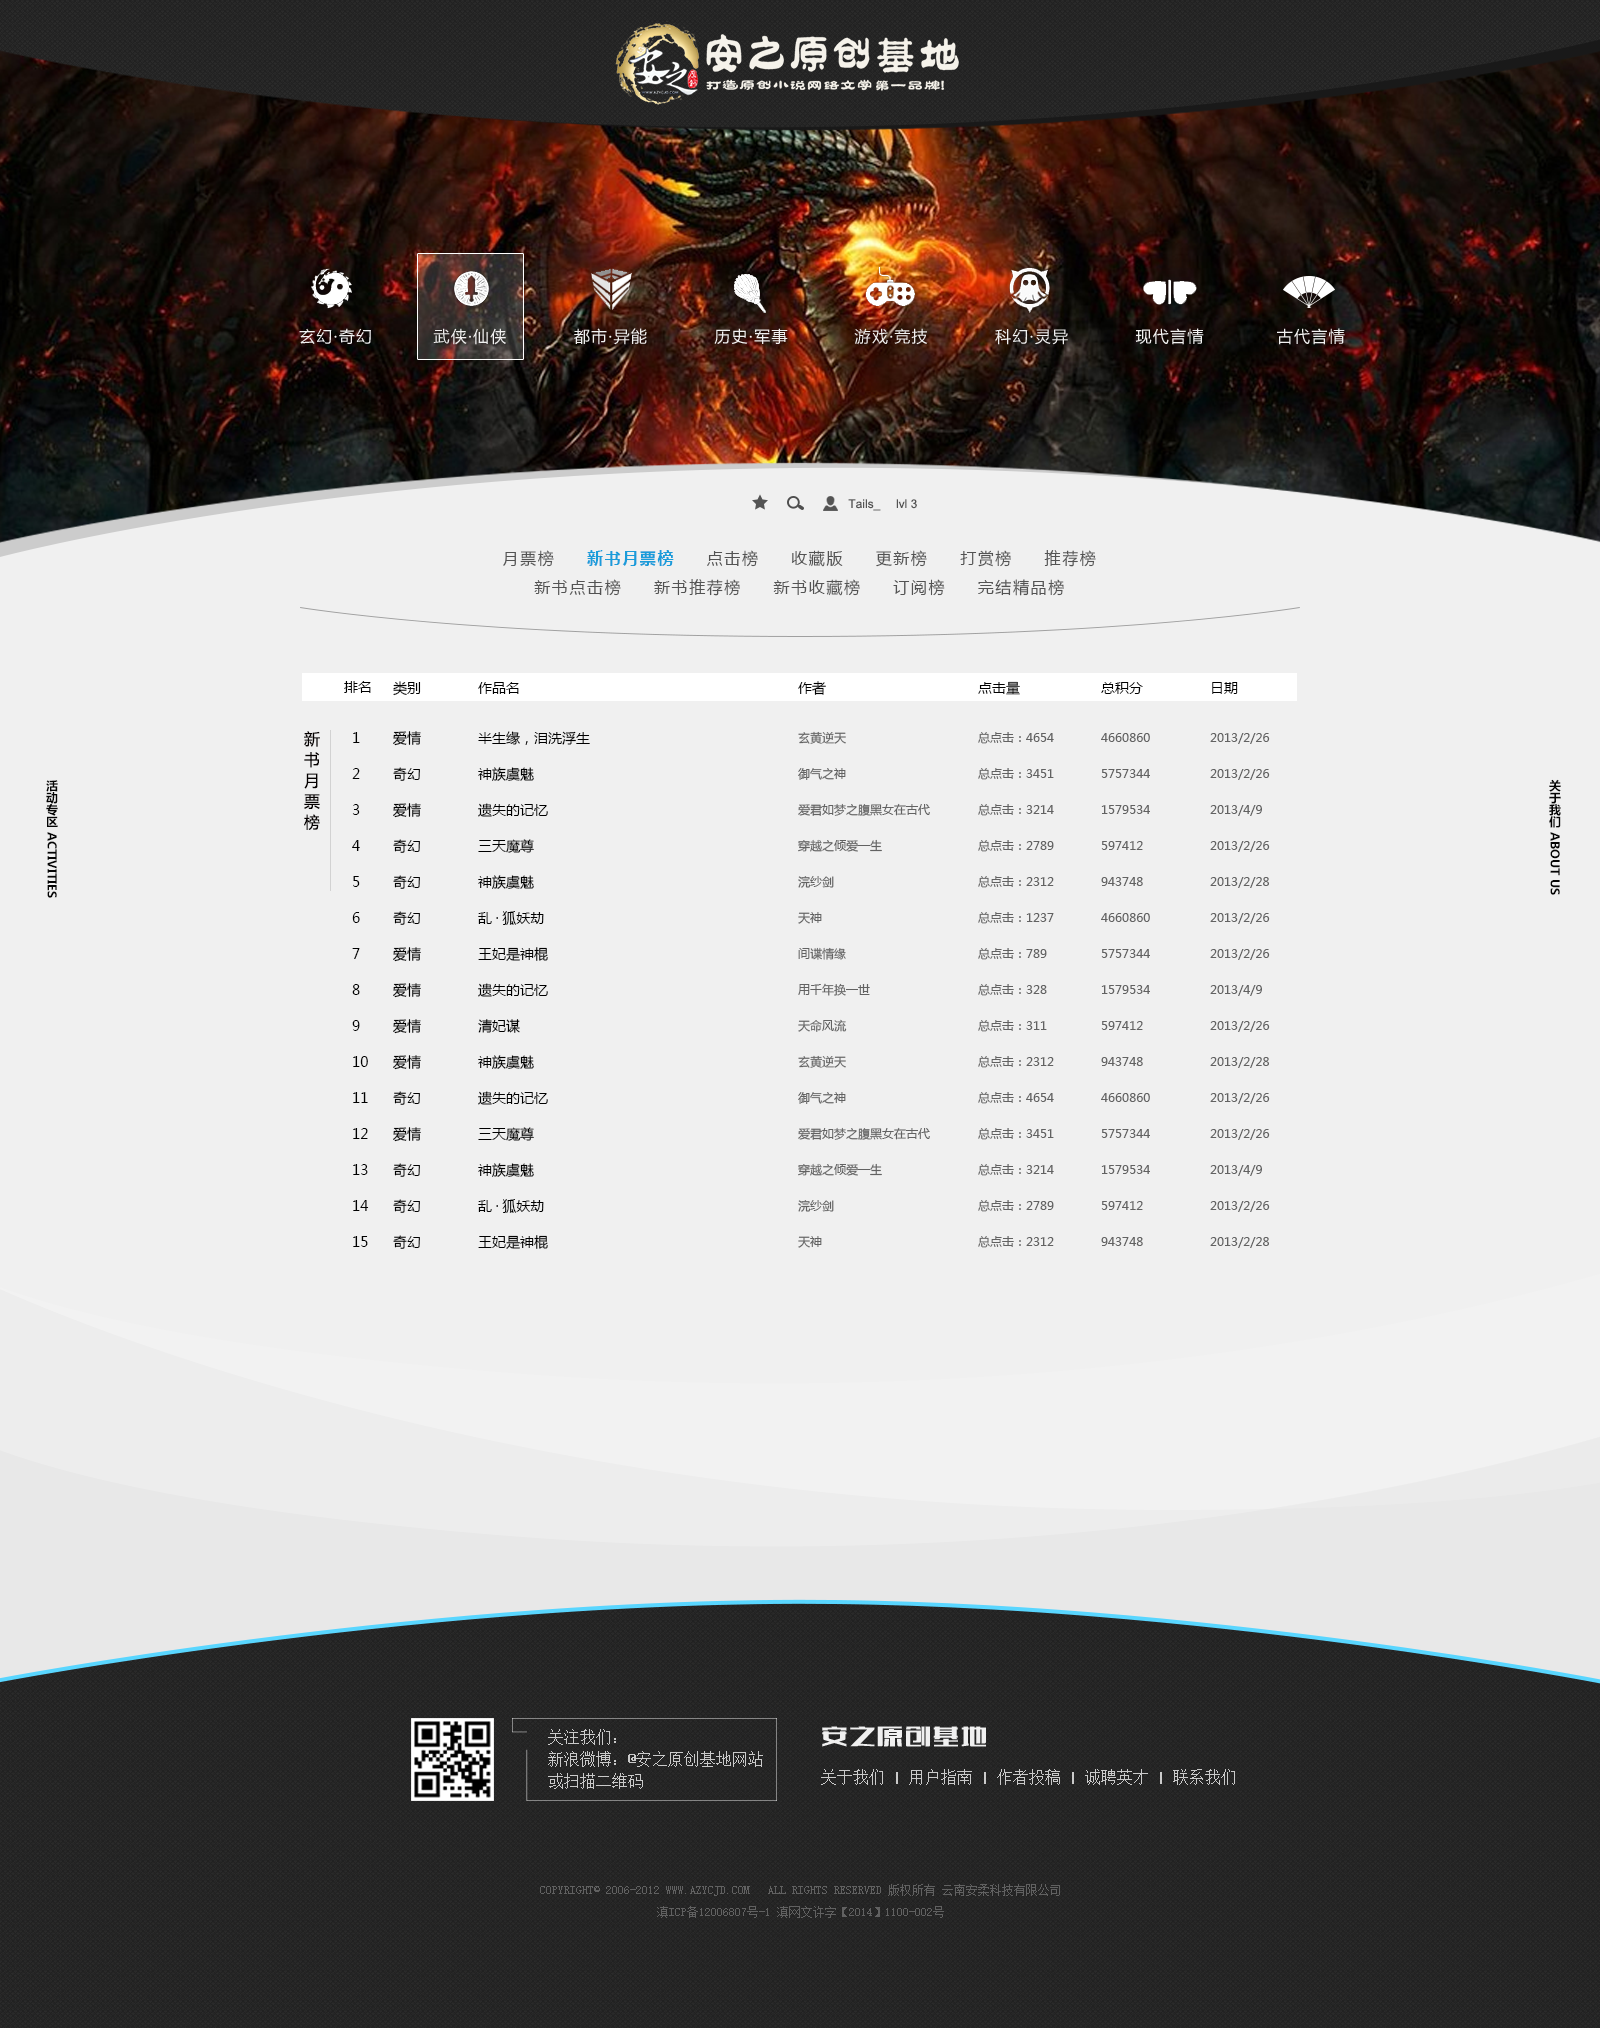 安之原创基地
打造原创小说网络文学第一品牌!
玄幻·奇幻 武侠·仙侠 都市·异能 历史·军事 游戏·竞技 科幻·灵异 现代言情 古代言情
Tails_ lvl 3
月票榜 新书月票榜 点击榜 收藏版 更新榜 打赏榜 推荐榜
新书点击榜 新书推荐榜 新书收藏榜 订阅榜 完结精品榜
排名 类别 作品名 作者 点击量 总积分 日期
新书月票榜
1 爱情 半生缘，泪洗浮生 玄黄逆天 总点击：4654 4660860 2013/2/26
2 奇幻 神族虞魅 御气之神 总点击：3451 5757344 2013/2/26
3 爱情 遗失的记忆 爱君如梦之腹黑女在古代 总点击：3214 1579534 2013/4/9
4 奇幻 三天魔尊 穿越之倾爱一生 总点击：2789 597412 2013/2/26
5 奇幻 神族虞魅 浣纱剑 总点击：2312 943748 2013/2/28
6 奇幻 乱·狐妖劫 天神 总点击：1237 4660860 2013/2/26
7 爱情 王妃是神棍 间谍情缘 总点击：789 5757344 2013/2/26
8 爱情 遗失的记忆 用千年换一世 总点击：328 1579534 2013/4/9
9 爱情 清妃谋 天命风流 总点击：311 597412 2013/2/26
10 爱情 神族虞魅 玄黄逆天 总点击：2312 943748 2013/2/28
11 奇幻 遗失的记忆 御气之神 总点击：4654 4660860 2013/2/26
12 爱情 三天魔尊 爱君如梦之腹黑女在古代 总点击：3451 5757344 2013/2/26
13 奇幻 神族虞魅 穿越之倾爱一生 总点击：3214 1579534 2013/4/9
14 奇幻 乱·狐妖劫 浣纱剑 总点击：2789 597412 2013/2/26
15 奇幻 王妃是神棍 天神 总点击：2312 943748 2013/2/28
活动专区 ACTIVITIES
关于我们 ABOUT US
关注我们：
新浪微博：@安之原创基地网站
或扫描二维码
安之原创基地
关于我们 | 用户指南 | 作者投稿 | 诚聘英才 | 联系我们
COPYRIGHT© 2006-2012 WWW.AZYCJD.COM ALL RIGHTS RESERVED 版权所有 云南安柔科技有限公司
滇ICP备12006807号-1 滇网文许字【2014】1100-002号